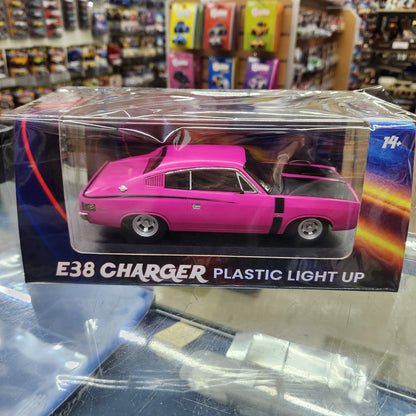 14+
E38 CHARGER PLASTIC LIGHT UP